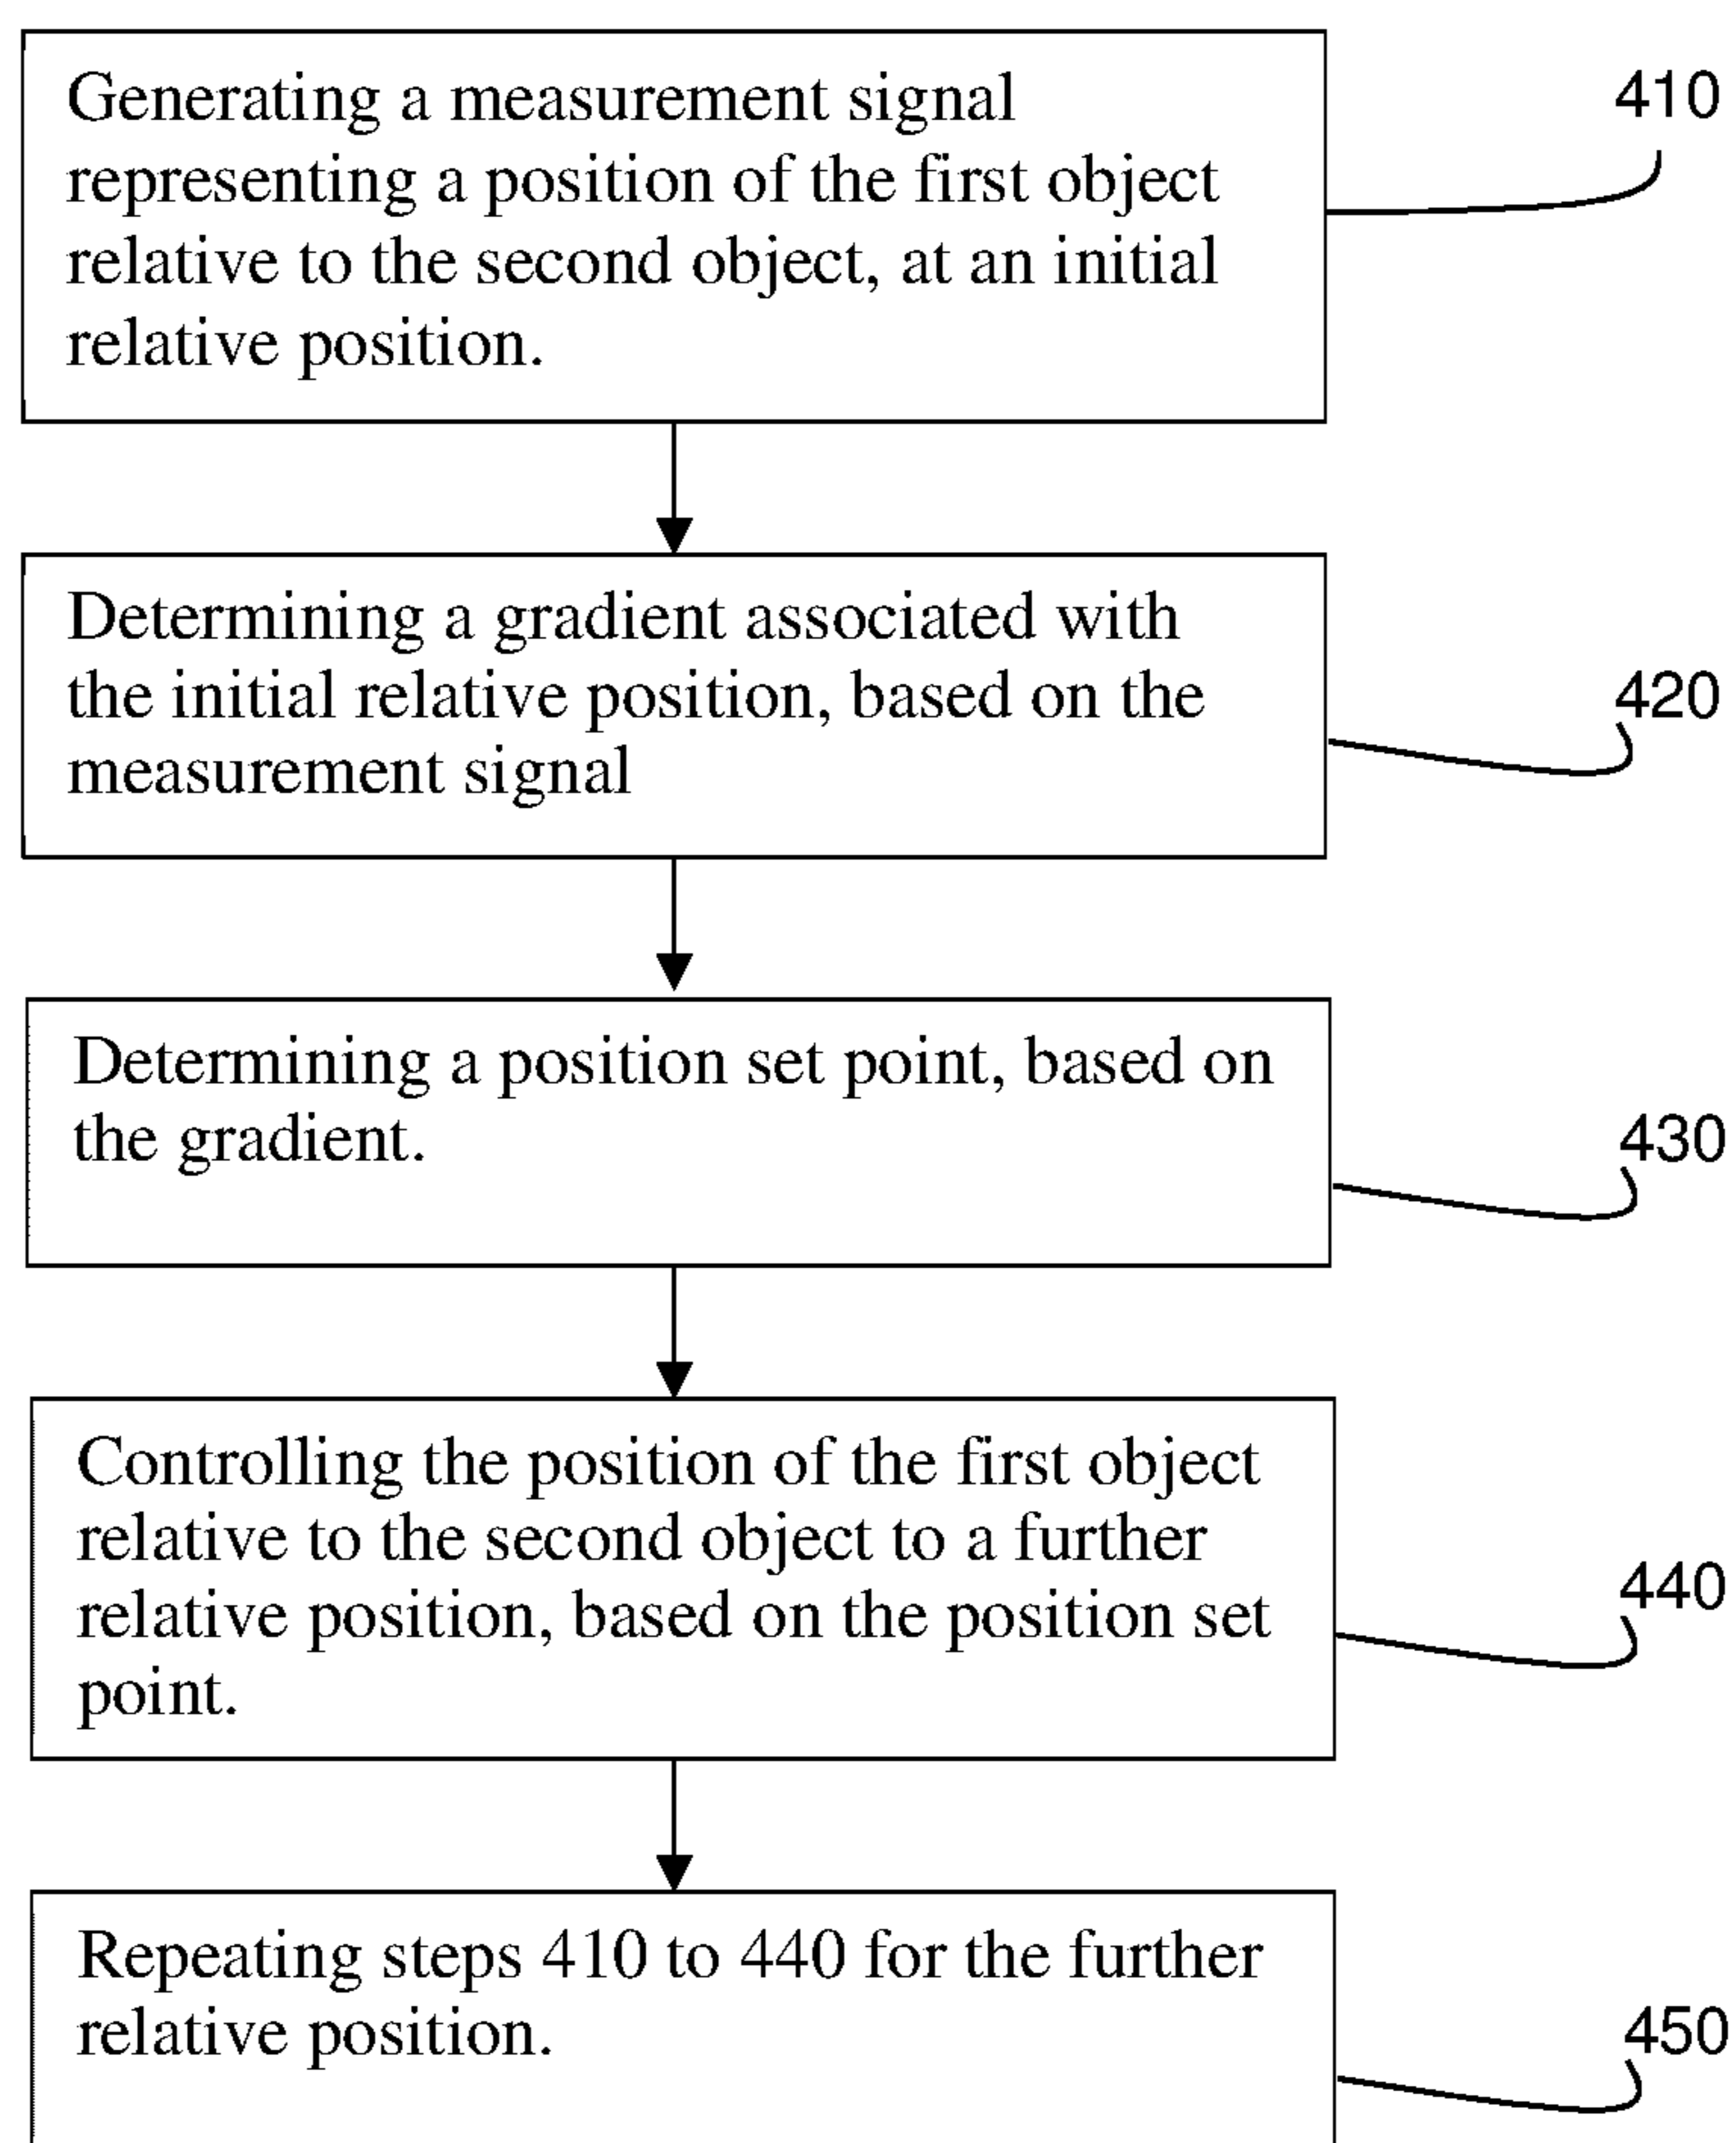 Generating a measurement signal
representing a position of the first object
relative to the second object, at an initial
relative position.
410
Determining a gradient associated with
the initial relative position, based on the
measurement signal
420
Determining a position set point, based on
the gradient.
430
Controlling the position of the first object
relative to the second object to a further
relative position, based on the position set
point.
440
Repeating steps 410 to 440 for the further
relative position.
450